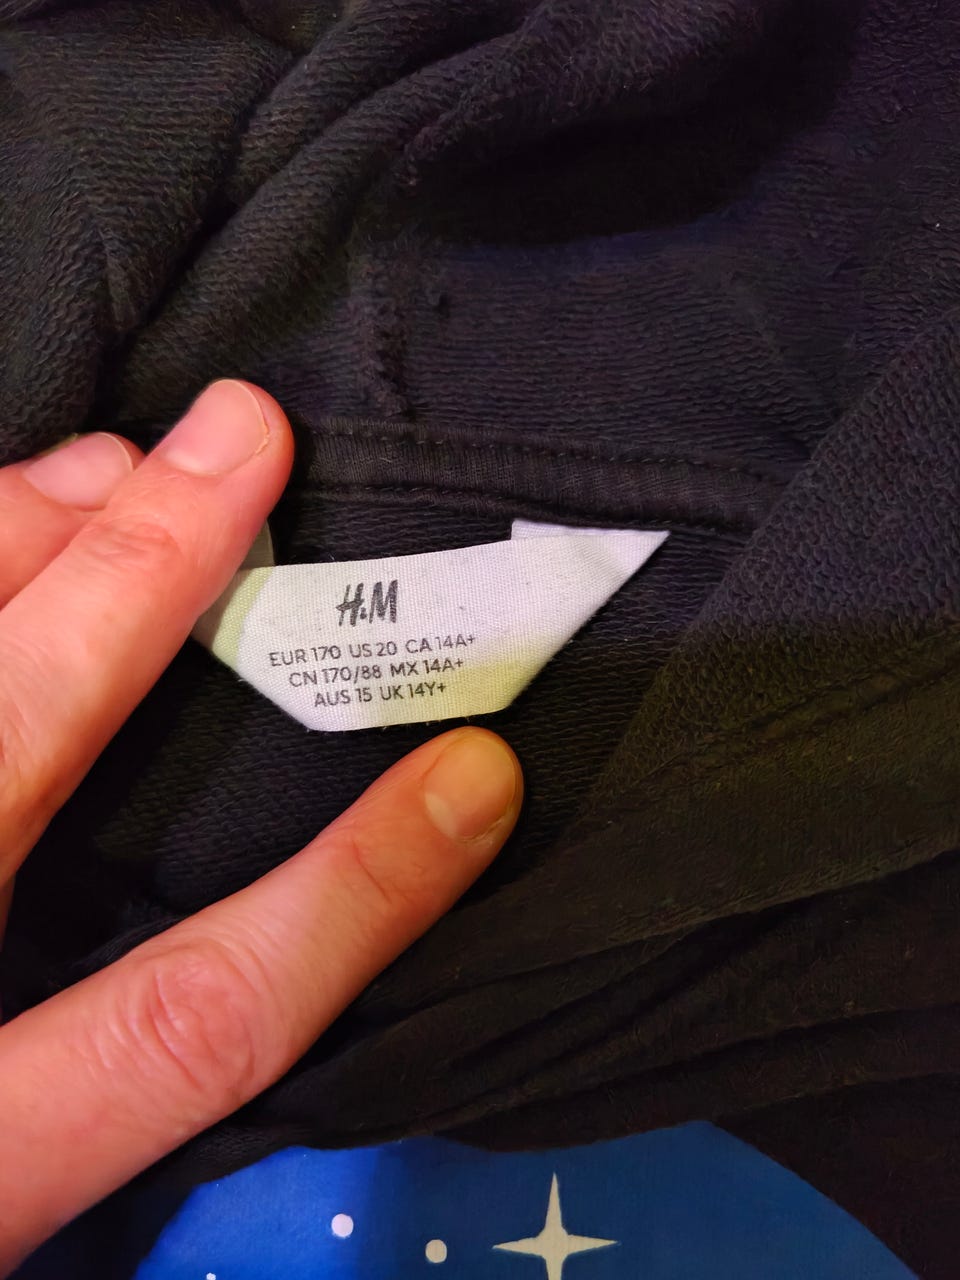 H&M
EUR 170 US 20 CA 14A+
CN 170/88 MX 14A+
AUS 15 UK 14Y+